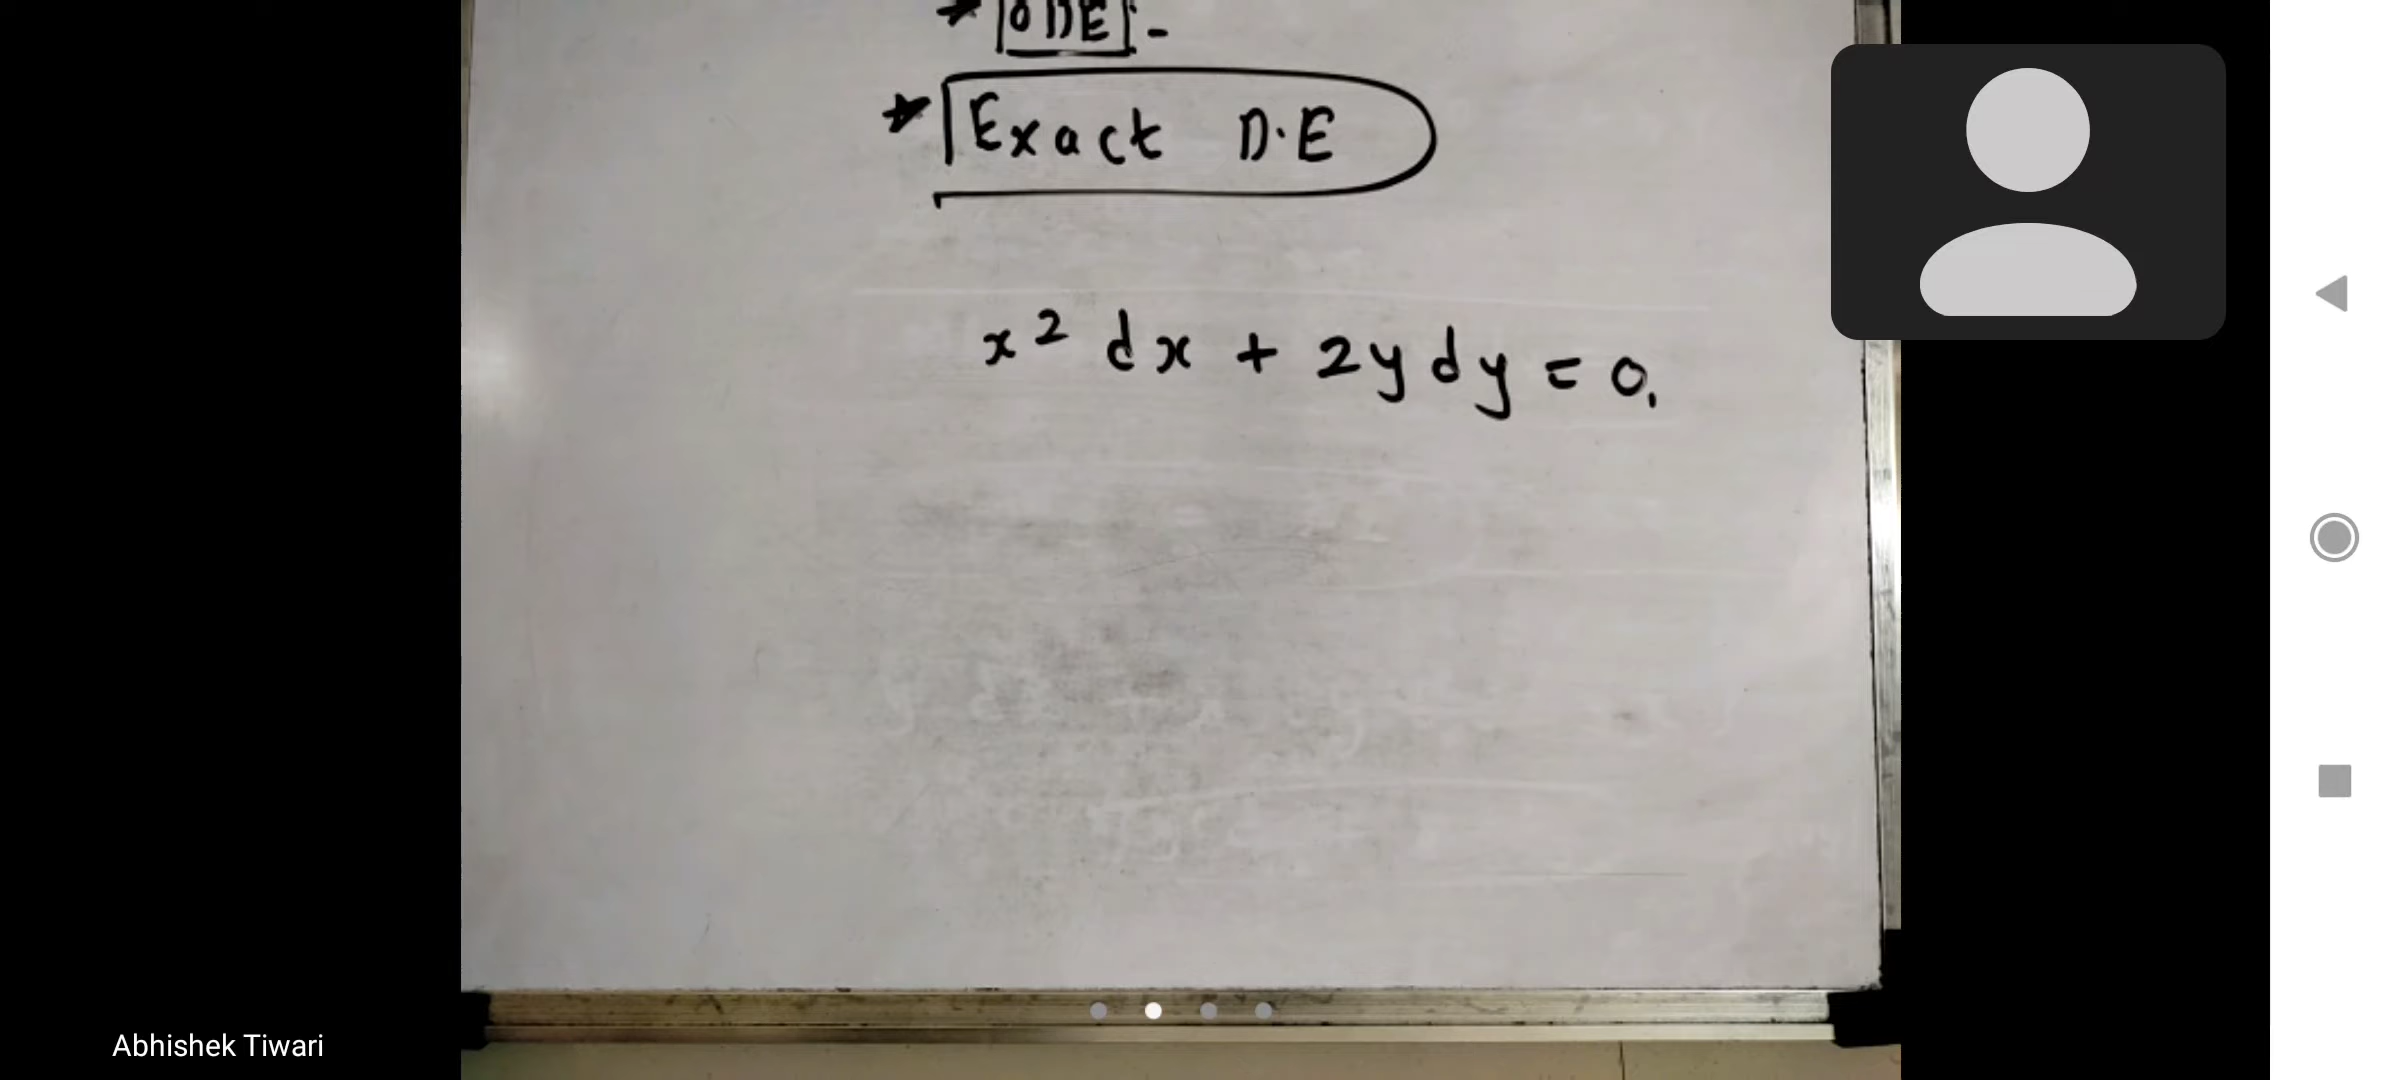 * ODE :-
* Exact D.E
x² dx + 2y dy = 0.
Abhishek Tiwari